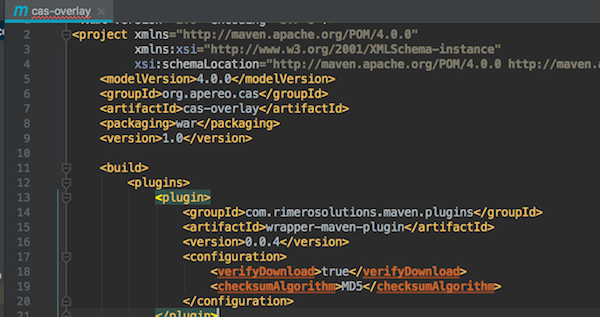 m cas-overlay ×
2 <project xmlns="http://maven.apache.org/POM/4.0.0"
3 xmlns:xsi="http://www.w3.org/2001/XMLSchema-instance"
4 xsi:schemaLocation="http://maven.apache.org/POM/4.0.0 http://maven.a
5 <modelVersion>4.0.0</modelVersion>
6 <groupId>org.apereo.cas</groupId>
7 <artifactId>cas-overlay</artifactId>
8 <packaging>war</packaging>
9 <version>1.0</version>
10
11 <build>
12 <plugins>
13 <plugin>
14 <groupId>com.rimerosolutions.maven.plugins</groupId>
15 <artifactId>wrapper-maven-plugin</artifactId>
16 <version>0.0.4</version>
17 <configuration>
18 <verifyDownload>true</verifyDownload>
19 <checksumAlgorithm>MD5</checksumAlgorithm>
20 </configuration>
21 </plugin>